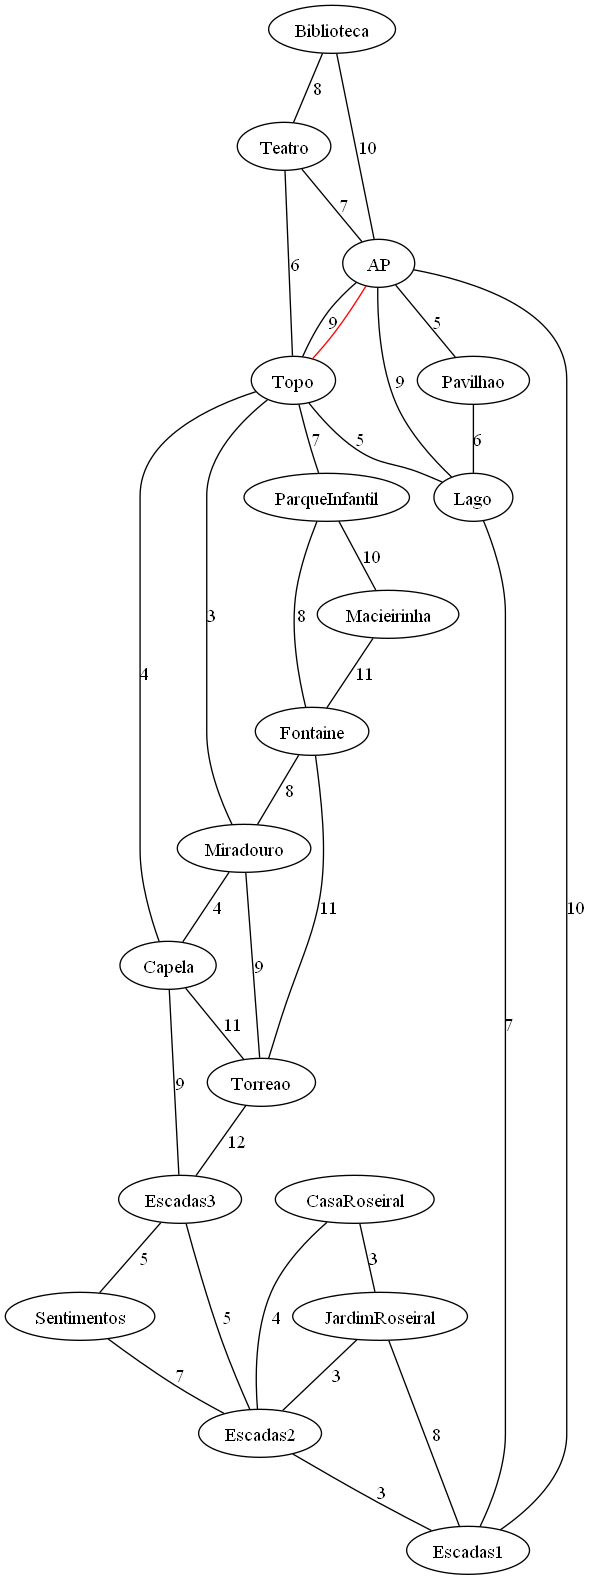 Biblioteca
8
Teatro
10
7
AP
6
9
5
Topo
9
Pavilhao
7
5
6
ParqueInfantil
Lago
10
8
3
Macieirinha
4
11
Fontaine
8
Miradouro
4
11
10
Capela
9
11
7
9
Torreao
12
Escadas3
CasaRoseiral
5
3
Sentimentos
5
4
JardimRoseiral
7
3
Escadas2
8
3
Escadas1